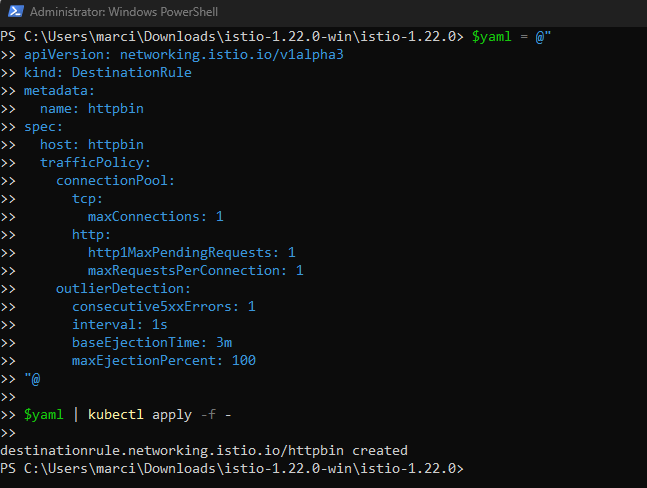 Administrator: Windows PowerShell
PS C:\Users\marci\Downloads\istio-1.22.0-win\istio-1.22.0> $yaml = @"
>> apiVersion: networking.istio.io/v1alpha3
>> kind: DestinationRule
>> metadata:
>>   name: httpbin
>> spec:
>>   host: httpbin
>>   trafficPolicy:
>>     connectionPool:
>>       tcp:
>>         maxConnections: 1
>>       http:
>>         http1MaxPendingRequests: 1
>>         maxRequestsPerConnection: 1
>>     outlierDetection:
>>       consecutive5xxErrors: 1
>>       interval: 1s
>>       baseEjectionTime: 3m
>>       maxEjectionPercent: 100
>> "@
>>
>> $yaml | kubectl apply -f -
>>
destinationrule.networking.istio.io/httpbin created
PS C:\Users\marci\Downloads\istio-1.22.0-win\istio-1.22.0>